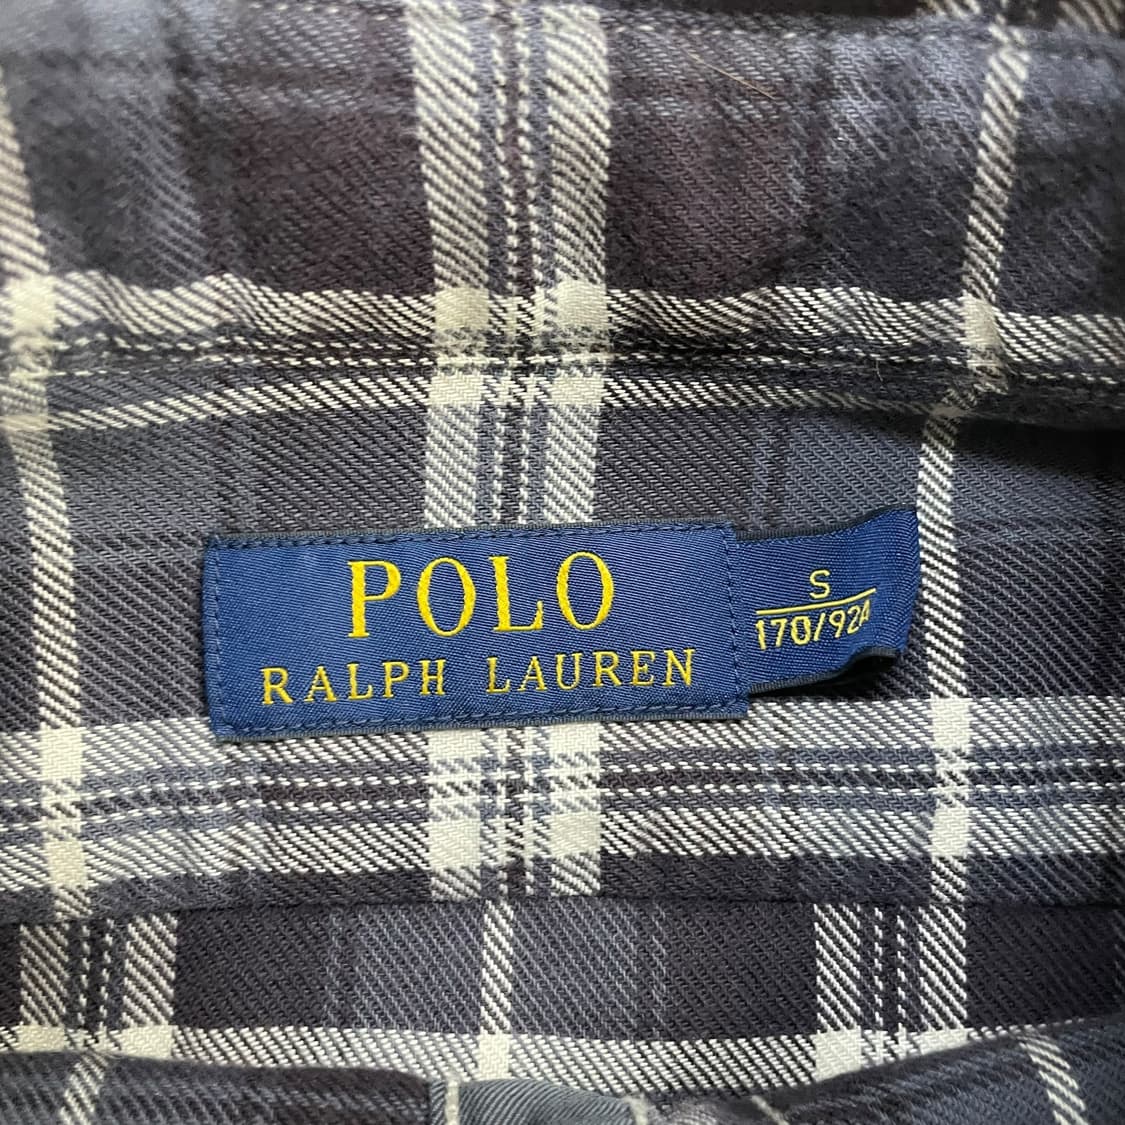 POLO
RALPH LAUREN
S
170/92A